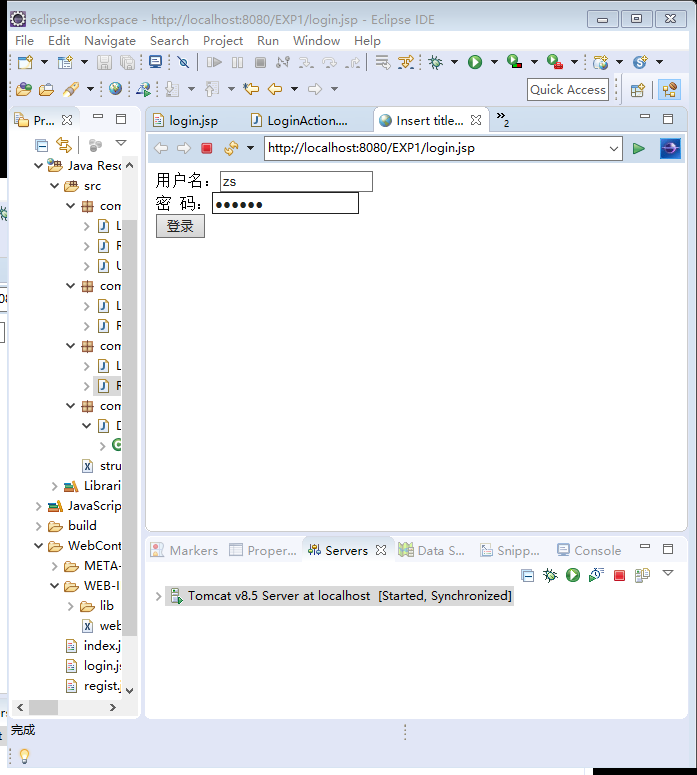 eclipse-workspace - http://localhost:8080/EXP1/login.jsp - Eclipse IDE
File Edit Navigate Search Project Run Window Help
Quick Access
Pr...
login.jsp LoginAction.... Insert title... »2
http://localhost:8080/EXP1/login.jsp
Java Reso
src
com
L
R
U
com
L
R
com
L
R
com
D
stru
Librari
JavaScrip
build
WebCont
META-
WEB-I
lib
web
index.j
login.js
regist.j
用户名： zs
密 码： ●●●●●●
登录
Markers Proper... Servers Data S... Snipp... Console
Tomcat v8.5 Server at localhost [Started, Synchronized]
完成